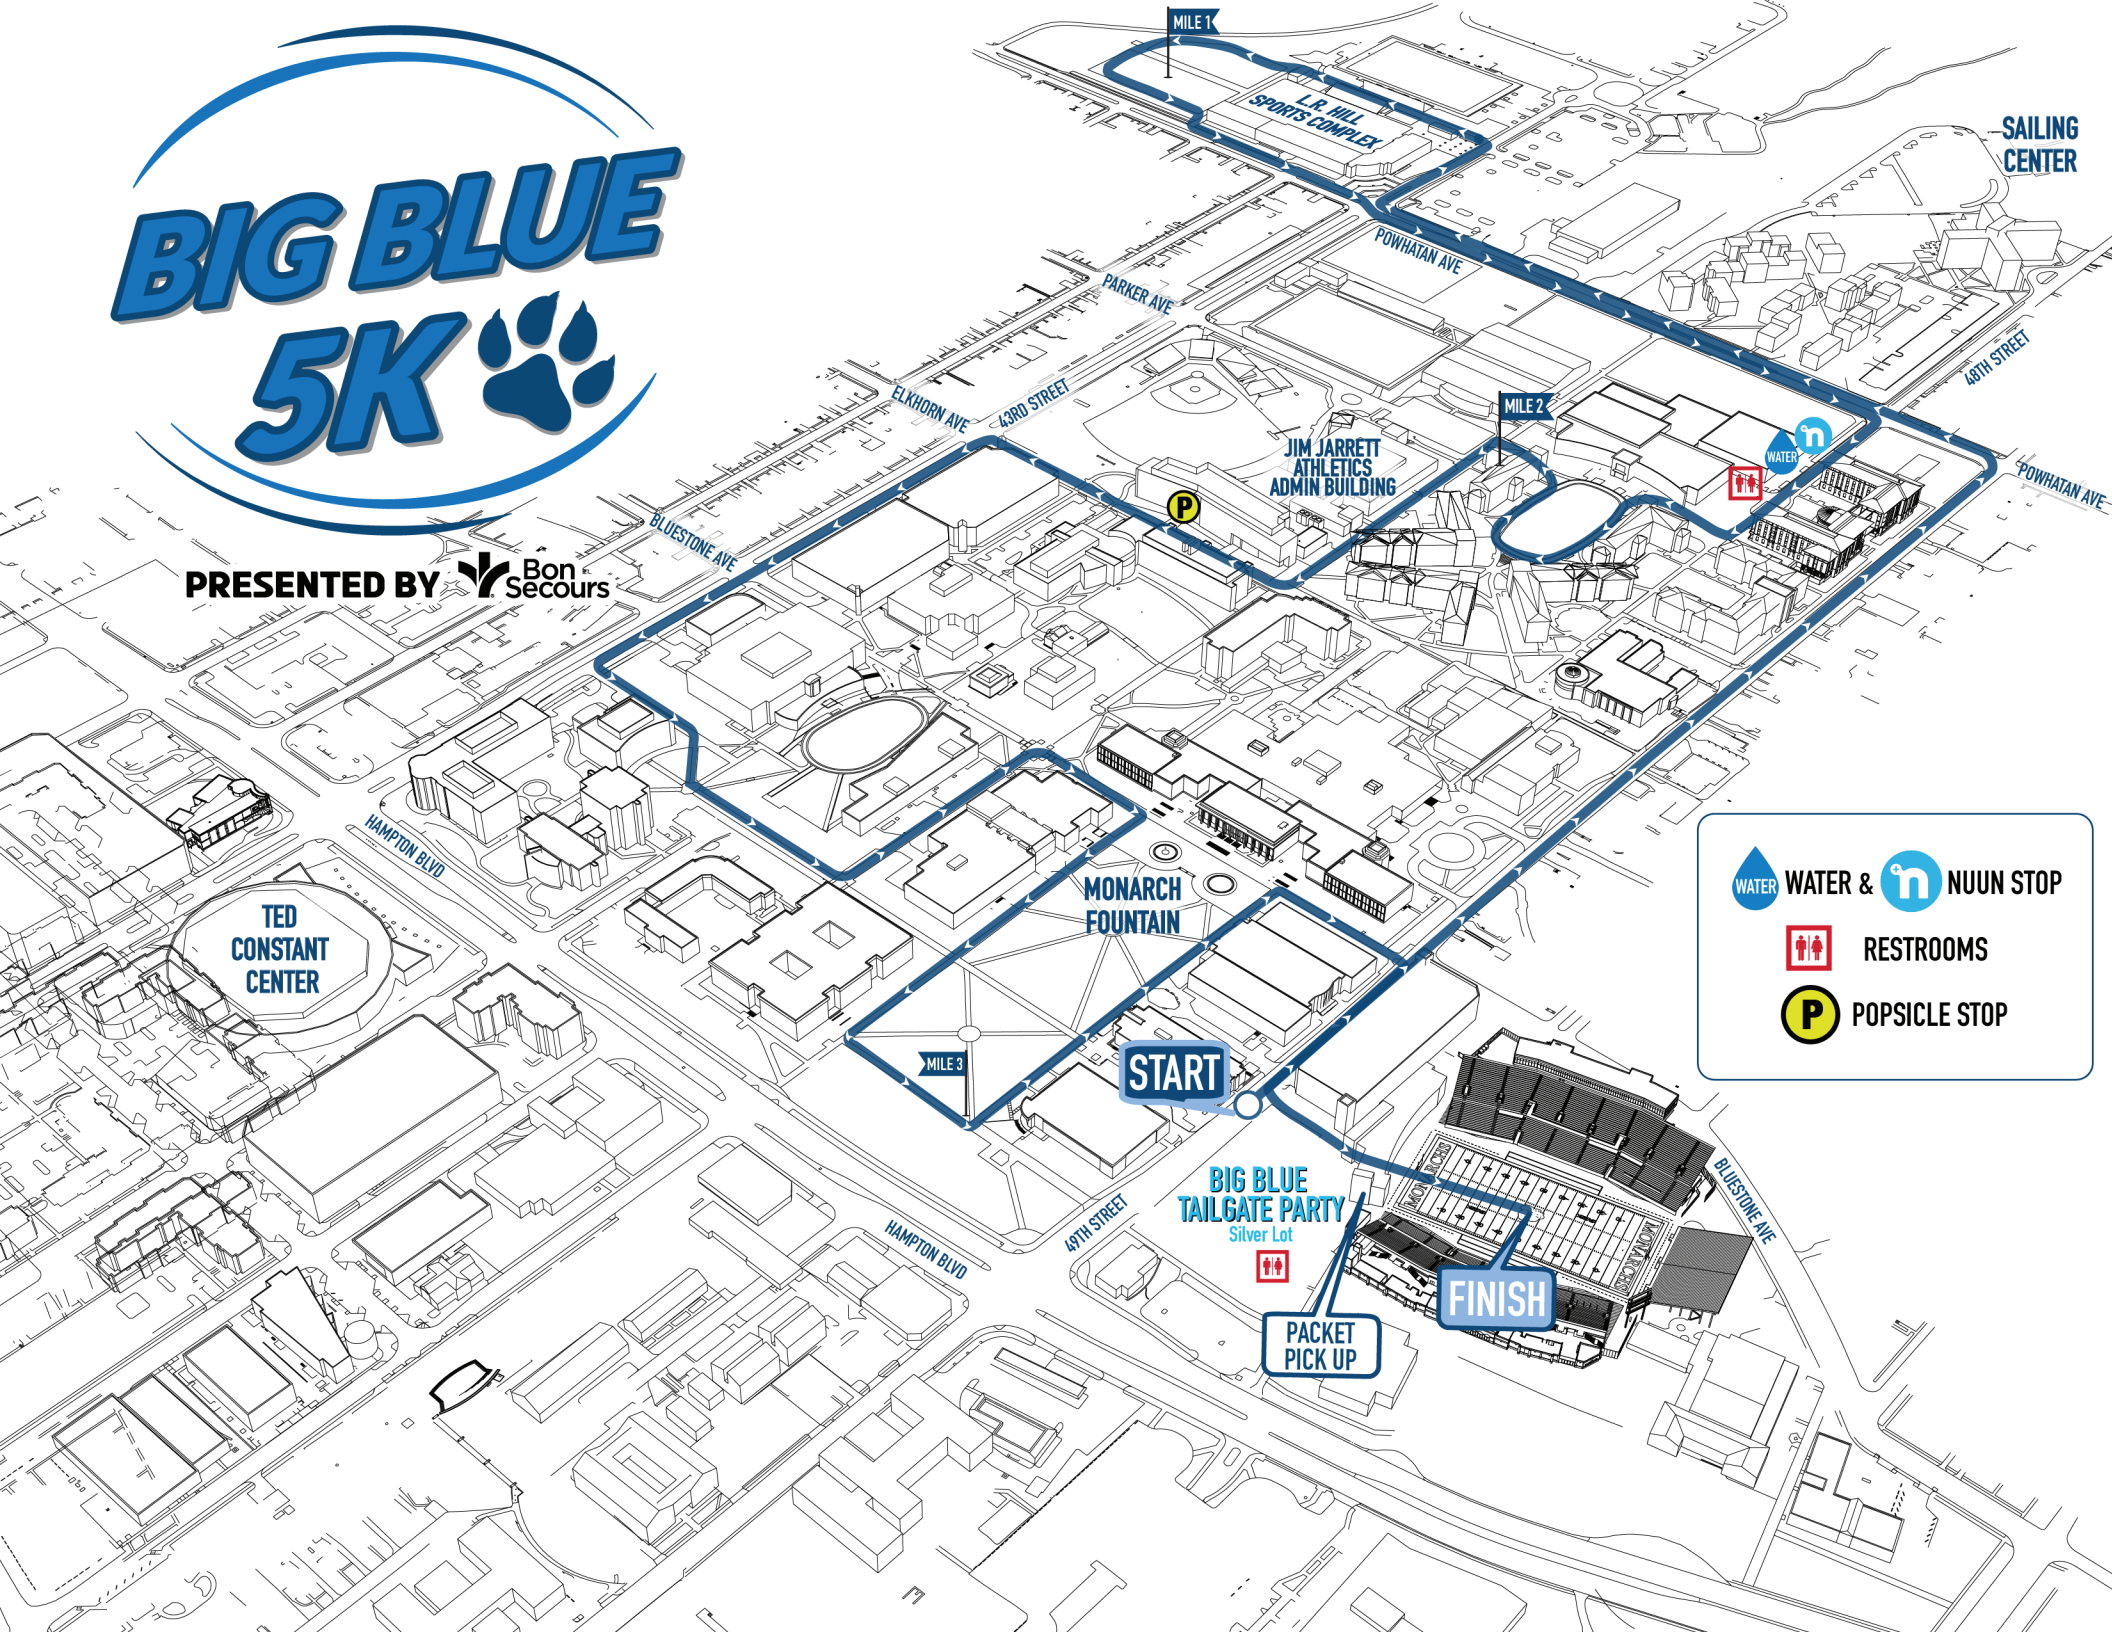 BIG BLUE
5K
PRESENTED BY Bon
Secours
MILE 1
L.R. HILL
SPORTS COMPLEX
SAILING
CENTER
POWHATAN AVE
PARKER AVE
48TH STREET
ELKHORN AVE
43RD STREET
MILE 2
JIM JARRETT
ATHLETICS
ADMIN BUILDING
P
WATER
n
POWHATAN AVE
BLUESTONE AVE
HAMPTON BLVD
TED
CONSTANT
CENTER
MONARCH
FOUNTAIN
MILE 3
START
WATER WATER & n NUUN STOP
RESTROOMS
P POPSICLE STOP
BIG BLUE
TAILGATE PARTY
Silver Lot
49TH STREET
HAMPTON BLVD
BLUESTONE AVE
MONARCHS
MONARCHS
FINISH
PACKET
PICK UP